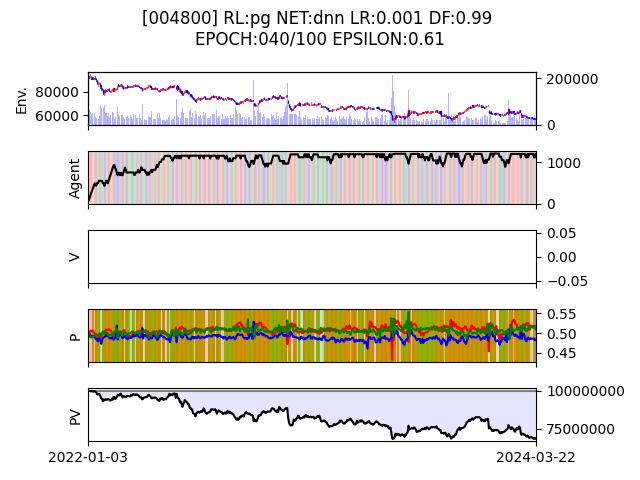 [004800] RL:pg NET:dnn LR:0.001 DF:0.99
EPOCH:040/100 EPSILON:0.61
Env.
80000
60000
200000
0
Agent
1000
0
V
0.05
0.00
−0.05
P
0.55
0.50
0.45
PV
100000000
75000000
2022-01-03
2024-03-22